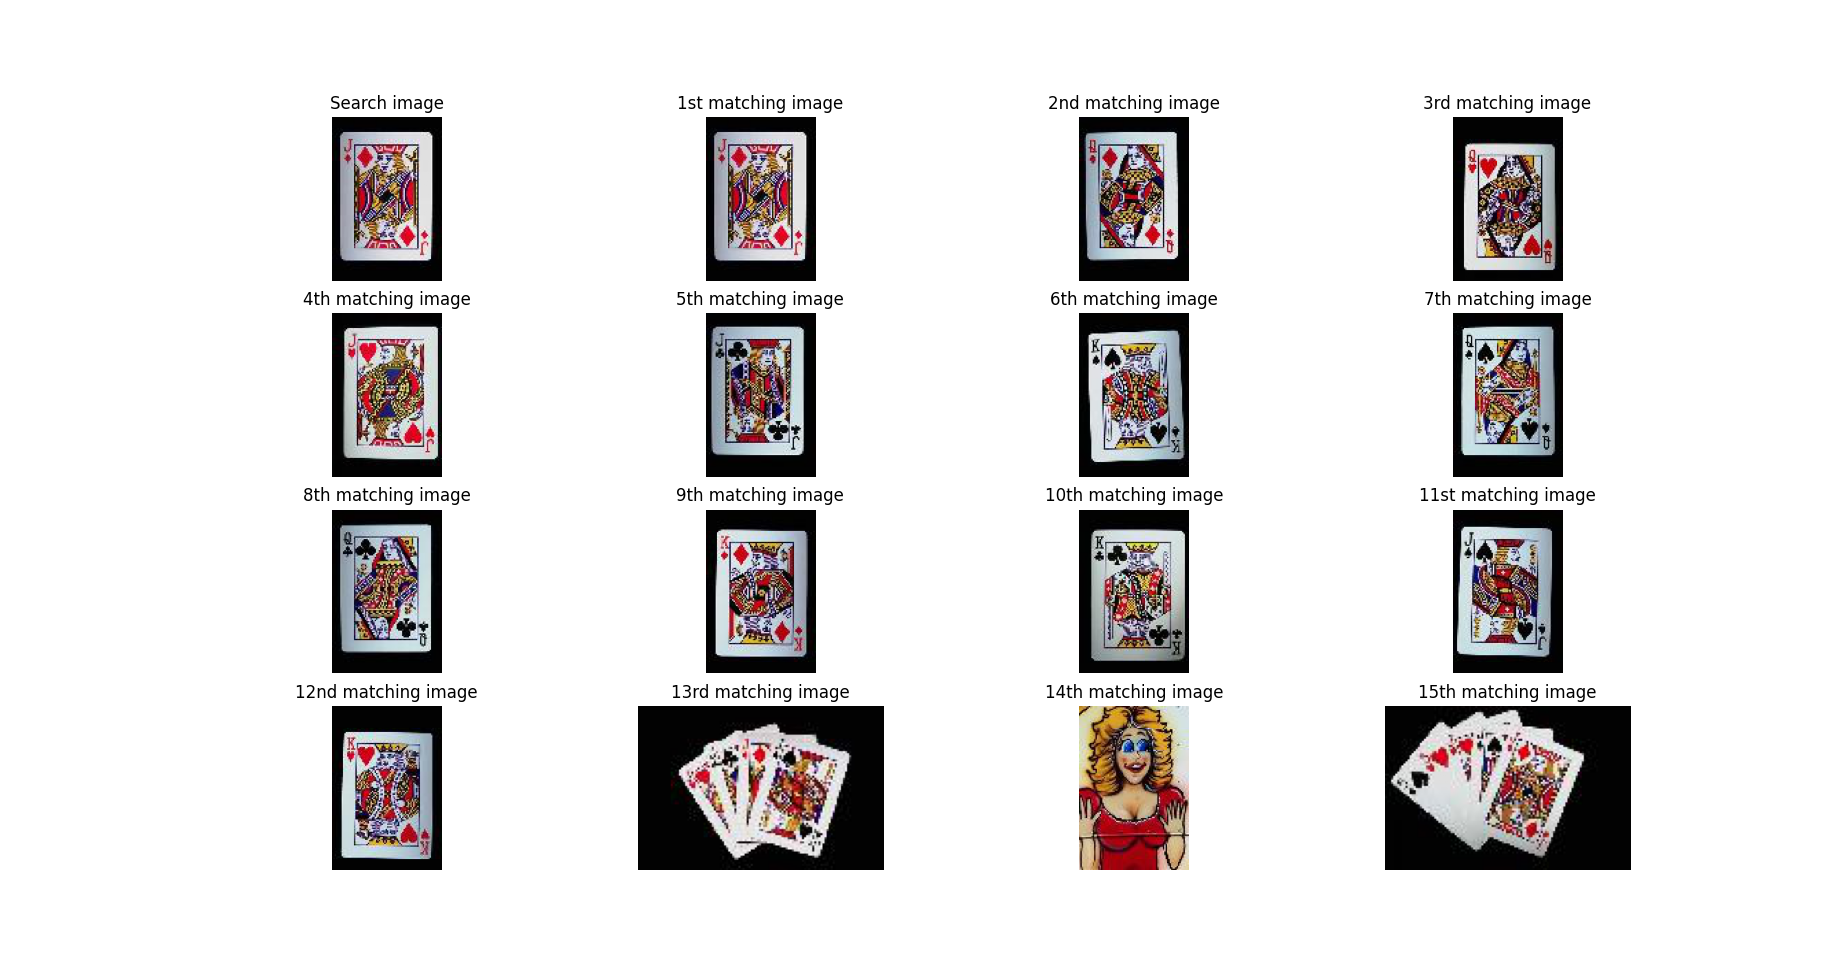 Search image
1st matching image
2nd matching image
3rd matching image
J
J
J
J
Q
Q
Q
Q
4th matching image
5th matching image
6th matching image
7th matching image
J
J
J
J
K
K
Q
Q
8th matching image
9th matching image
10th matching image
11st matching image
Q
Q
K
K
K
K
J
J
12nd matching image
13rd matching image
14th matching image
15th matching image
K
K